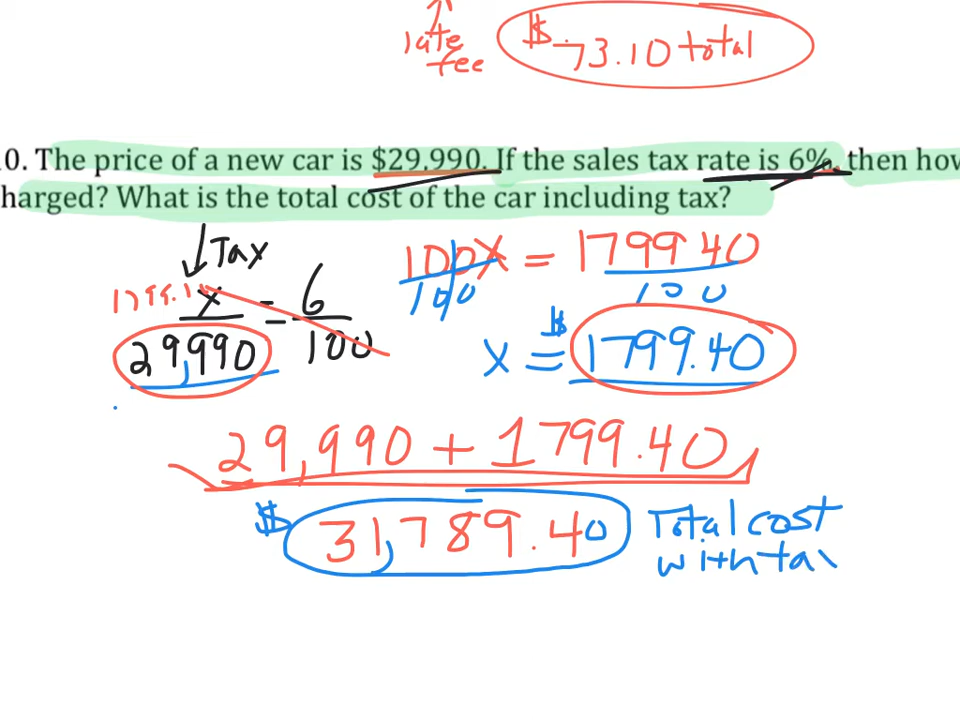 late fee $73.10 total
0. The price of a new car is $29,990. If the sales tax rate is 6%, then how
harged? What is the total cost of the car including tax?
↓ Tax
1799.
x/29,990 = 6/100
100x/100 = 179940/100
x = $1799.40
29,990 + 1799.40
$31,789.40 Total cost
with tax